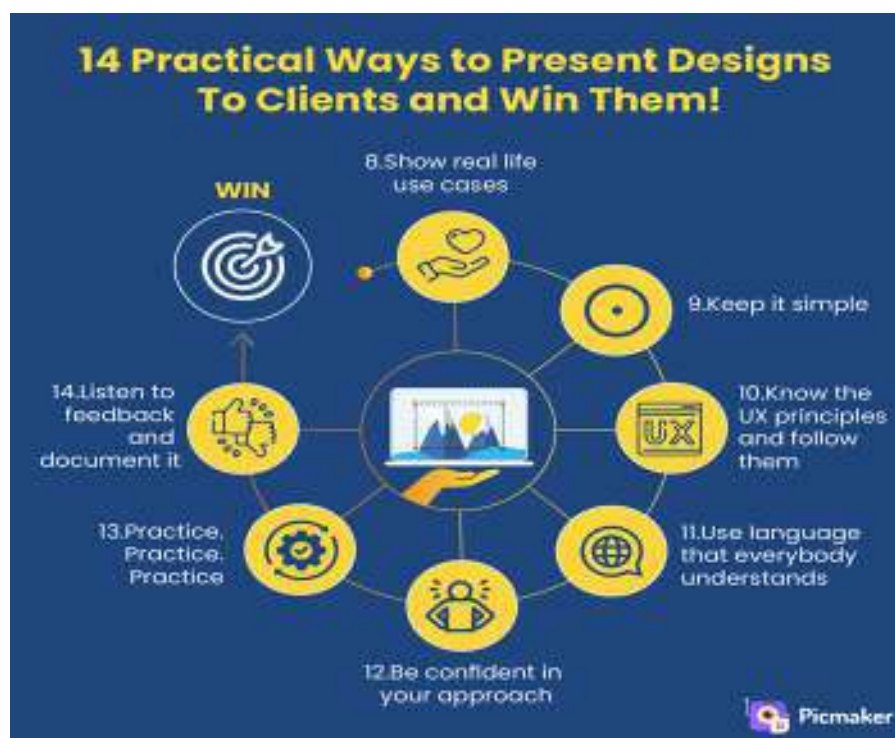 14 Practical Ways to Present Designs
To Clients and Win Them!
8.Show real life
use cases
WIN
9.Keep it simple
10.Know the
UX principles
and follow
them
UX
11.Use language
that everybody
understands
12.Be confident in
your approach
13.Practice,
Practice.
Practice
14.Listen to
feedback
and
document it
Picmaker